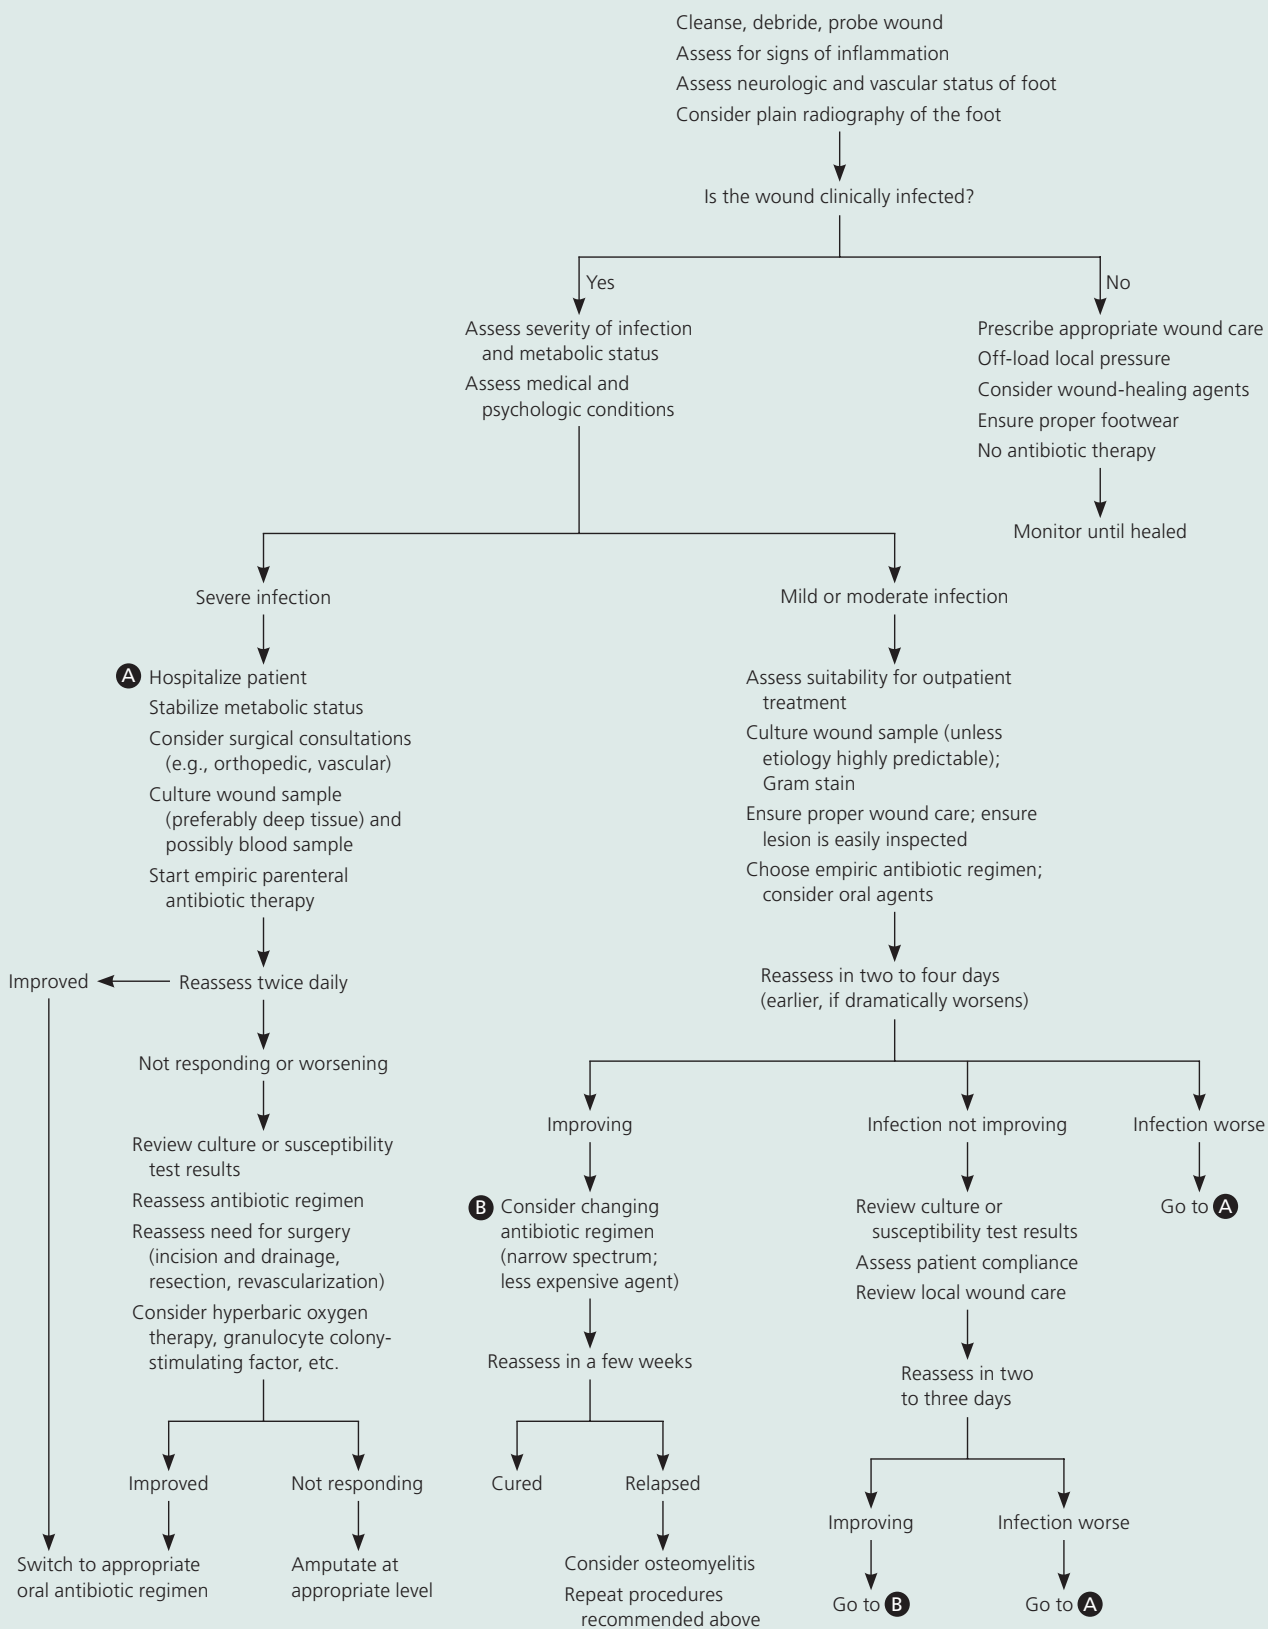 Cleanse, debride, probe wound
Assess for signs of inflammation
Assess neurologic and vascular status of foot
Consider plain radiography of the foot
Is the wound clinically infected?
Yes
No
Assess severity of infection
and metabolic status
Assess medical and
psychologic conditions
Prescribe appropriate wound care
Off-load local pressure
Consider wound-healing agents
Ensure proper footwear
No antibiotic therapy
Monitor until healed
Severe infection
A Hospitalize patient
Stabilize metabolic status
Consider surgical consultations
(e.g., orthopedic, vascular)
Culture wound sample
(preferably deep tissue) and
possibly blood sample
Start empiric parenteral
antibiotic therapy
Reassess twice daily
Improved
Not responding or worsening
Review culture or susceptibility
test results
Reassess antibiotic regimen
Reassess need for surgery
(incision and drainage,
resection, revascularization)
Consider hyperbaric oxygen
therapy, granulocyte colony-
stimulating factor, etc.
Improved
Not responding
Switch to appropriate
oral antibiotic regimen
Amputate at
appropriate level
Mild or moderate infection
Assess suitability for outpatient
treatment
Culture wound sample (unless
etiology highly predictable);
Gram stain
Ensure proper wound care; ensure
lesion is easily inspected
Choose empiric antibiotic regimen;
consider oral agents
Reassess in two to four days
(earlier, if dramatically worsens)
Improving
Infection not improving
Infection worse
B Consider changing
antibiotic regimen
(narrow spectrum;
less expensive agent)
Reassess in a few weeks
Cured
Relapsed
Consider osteomyelitis
Repeat procedures
recommended above
Review culture or
susceptibility test results
Assess patient compliance
Review local wound care
Reassess in two
to three days
Improving
Infection worse
Go to B
Go to A
Go to A